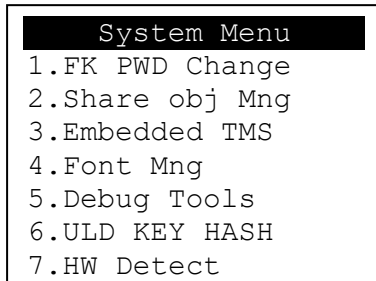 System Menu
1.FK PWD Change
2.Share obj Mng
3.Embedded TMS
4.Font Mng
5.Debug Tools
6.ULD KEY HASH
7.HW Detect